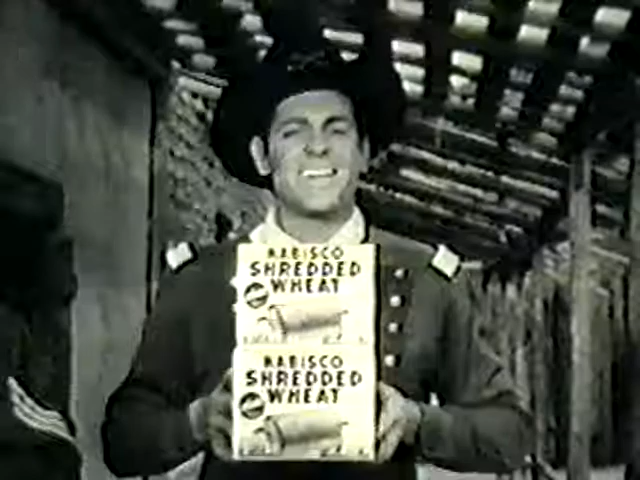 NABISCO
SHREDDED
WHEAT
NABISCO
SHREDDED
WHEAT